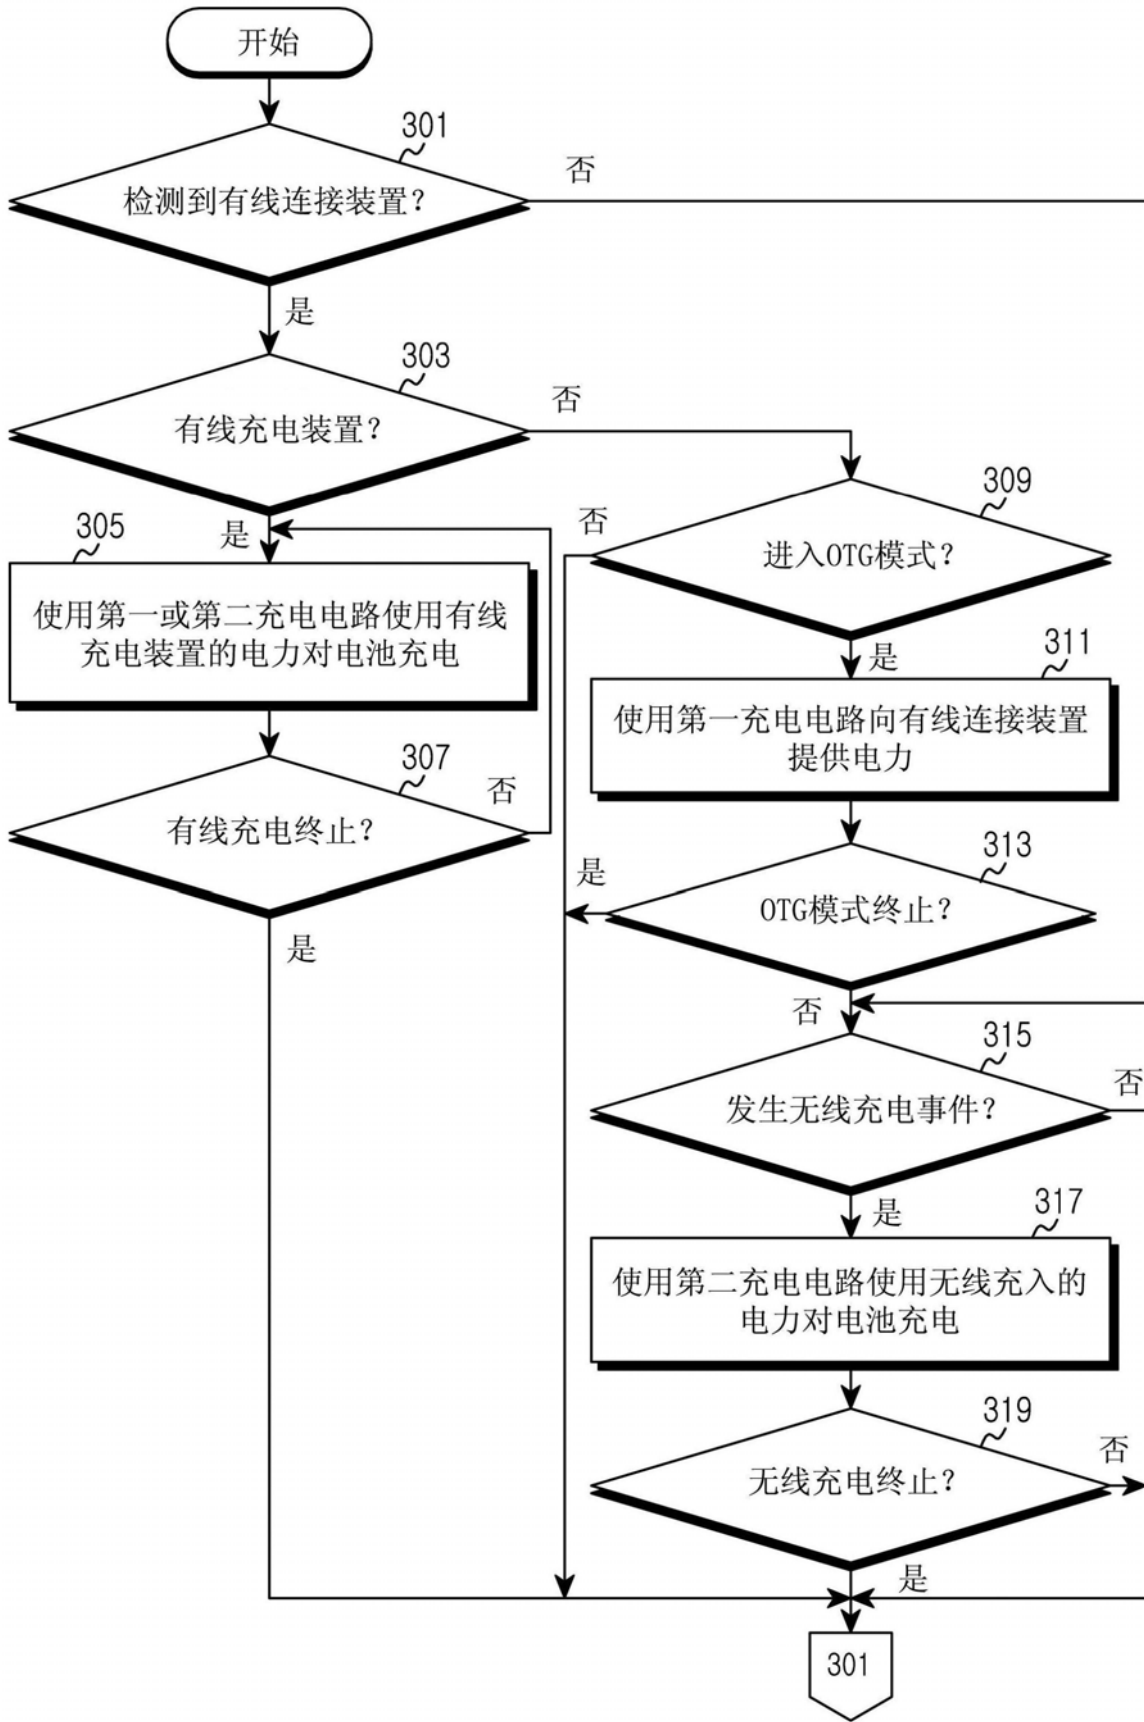 开始
301
检测到有线连接装置？
否
是
303
有线充电装置？
否
309
进入OTG模式？
否
是
是
305
使用第一或第二充电电路使用有线
充电装置的电力对电池充电
307
有线充电终止？
否
是
311
使用第一充电电路向有线连接装置
提供电力
313
OTG模式终止？
是
否
315
发生无线充电事件？
否
是
317
使用第二充电电路使用无线充入的
电力对电池充电
319
无线充电终止？
否
是
301